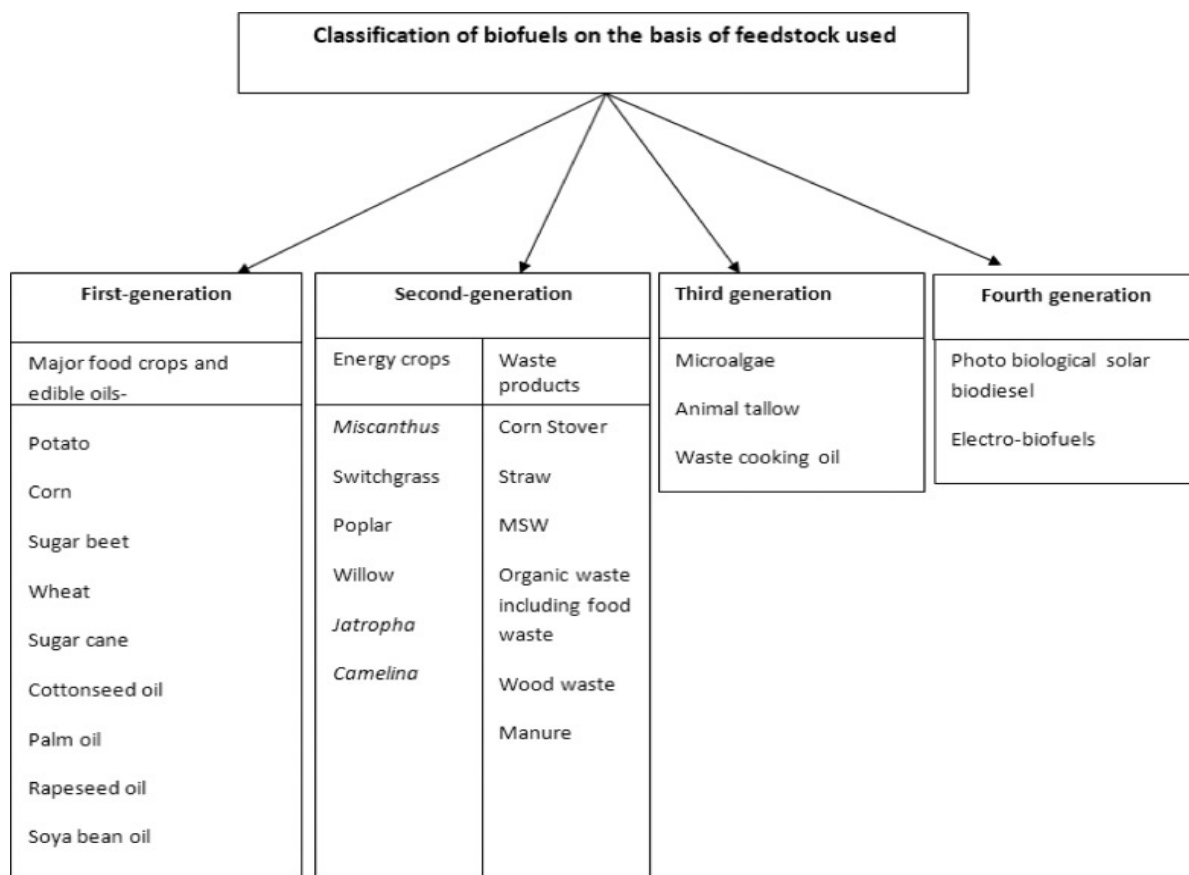 Classification of biofuels on the basis of feedstock used
First-generation
Major food crops and
edible oils-
Potato
Corn
Sugar beet
Wheat
Sugar cane
Cottonseed oil
Palm oil
Rapeseed oil
Soya bean oil
Second-generation
Energy crops
Miscanthus
Switchgrass
Poplar
Willow
Jatropha
Camelina
Waste
products
Corn Stover
Straw
MSW
Organic waste
including food
waste
Wood waste
Manure
Third generation
Microalgae
Animal tallow
Waste cooking oil
Fourth generation
Photo biological solar
biodiesel
Electro-biofuels